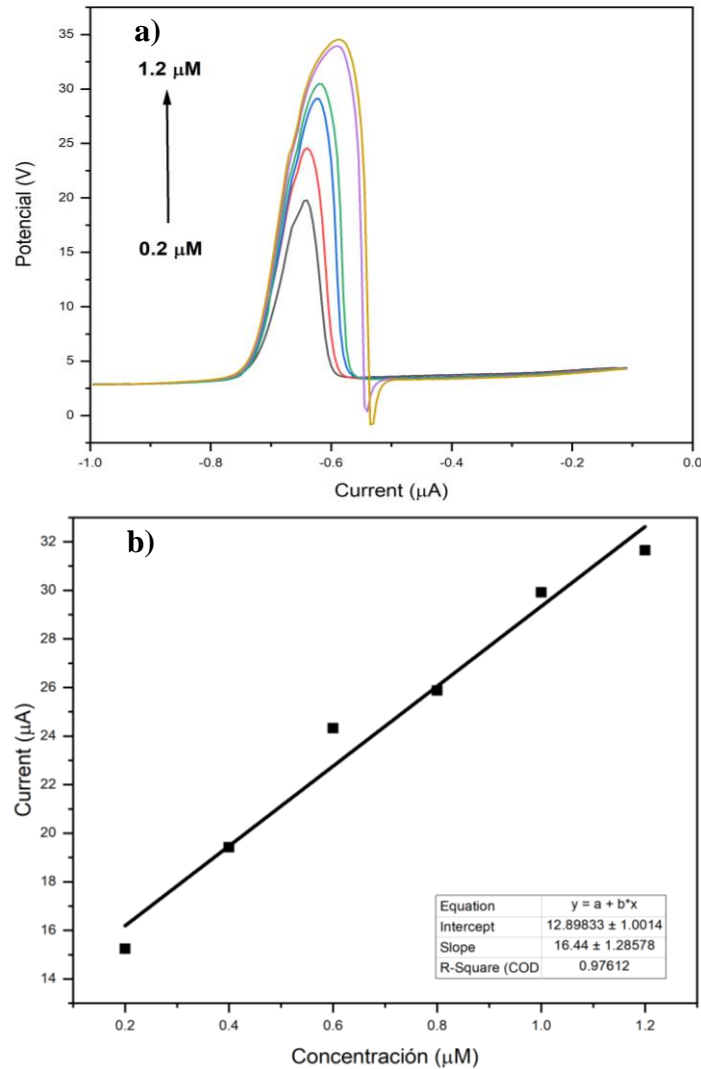 a)
1.2 μM
0.2 μM
Potencial (V)
35
30
25
20
15
10
5
0
-1.0 -0.8 -0.6 -0.4 -0.2 0.0
Current (μA)
b)
Current (μA)
32
30
28
26
24
22
20
18
16
14
Equation y = a + b*x
Intercept 12.89833 ± 1.0014
Slope 16.44 ± 1.28578
R-Square (COD 0.97612
0.2 0.4 0.6 0.8 1.0 1.2
Concentración (μM)